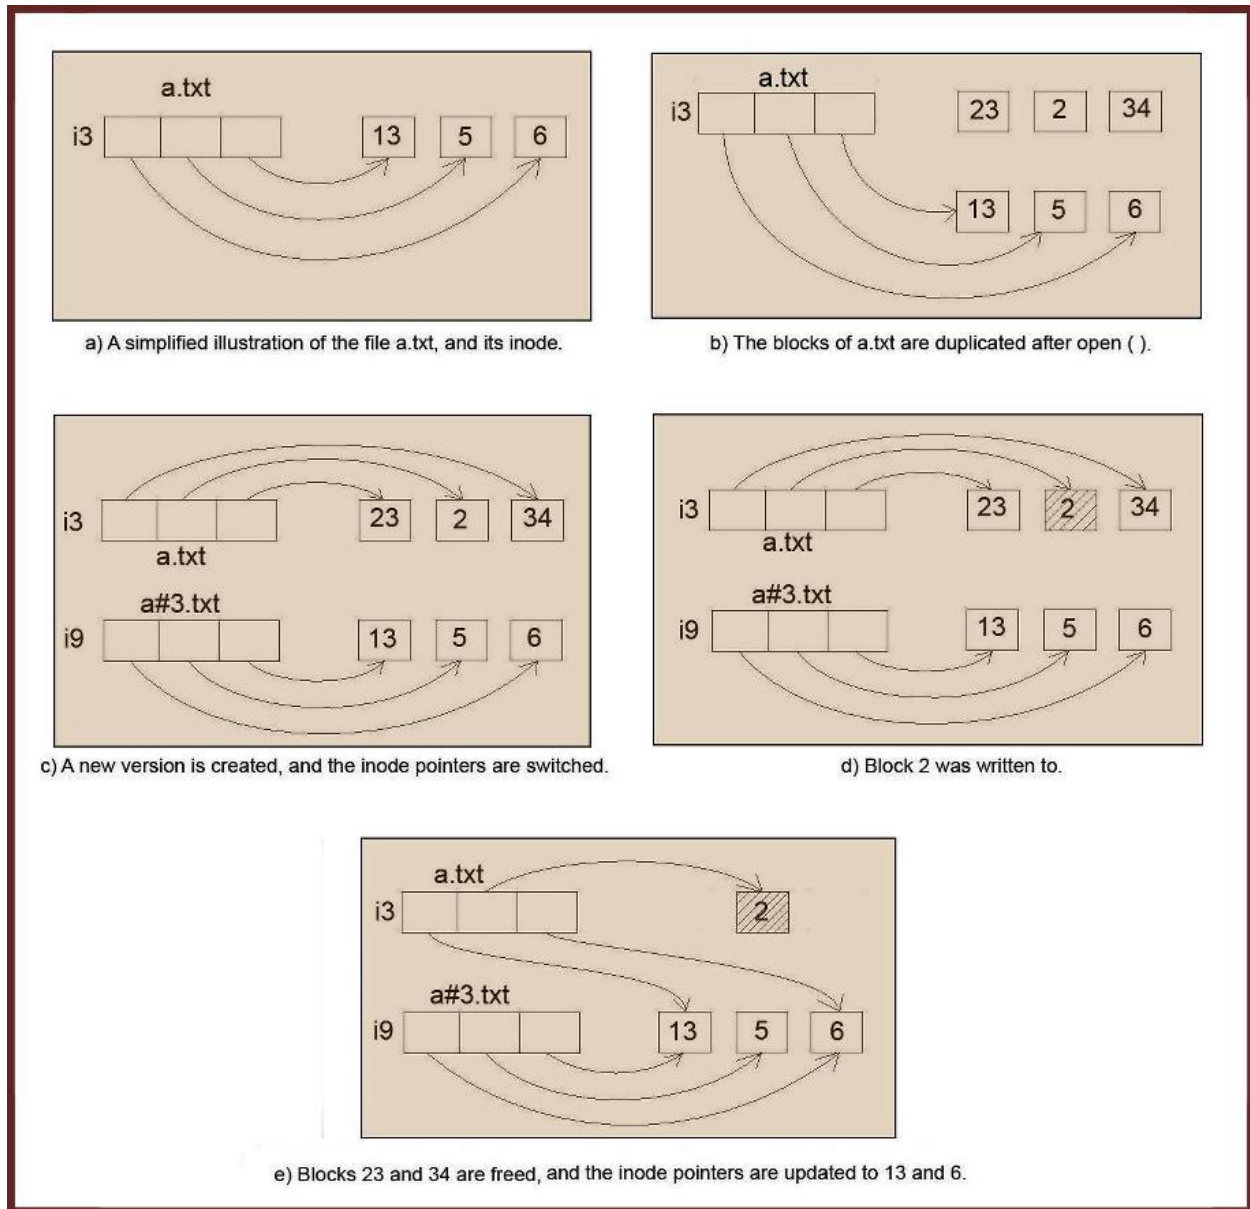 a.txt
i3
13 5 6
a) A simplified illustration of the file a.txt, and its inode.
a.txt
i3
23 2 34
13 5 6
b) The blocks of a.txt are duplicated after open ( ).
i3
23 2 34
a.txt
a#3.txt
i9
13 5 6
c) A new version is created, and the inode pointers are switched.
i3
23 2 34
a.txt
a#3.txt
i9
13 5 6
d) Block 2 was written to.
a.txt
i3
2
a#3.txt
i9
13 5 6
e) Blocks 23 and 34 are freed, and the inode pointers are updated to 13 and 6.